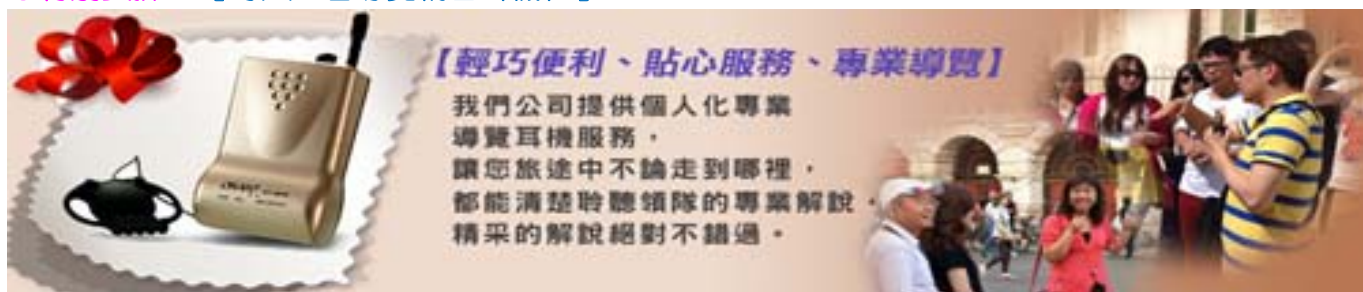 【輕巧便利、貼心服務、專業導覽】
我們公司提供個人化專業
導覽耳機服務，
讓您旅途中不論走到哪裡，
都能清楚聆聽領隊的專業解說，
精采的解說絕對不錯過。